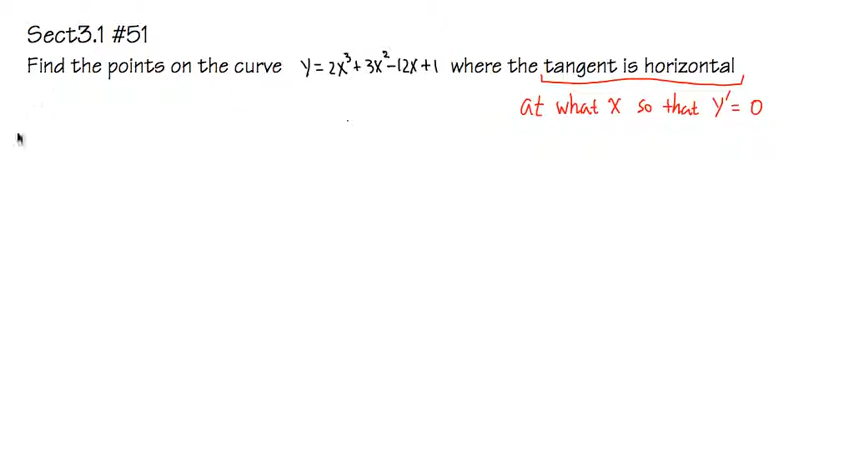 Sect3.1 #51
Find the points on the curve y = 2x³ + 3x² - 12x + 1 where the tangent is horizontal
at what x so that y' = 0